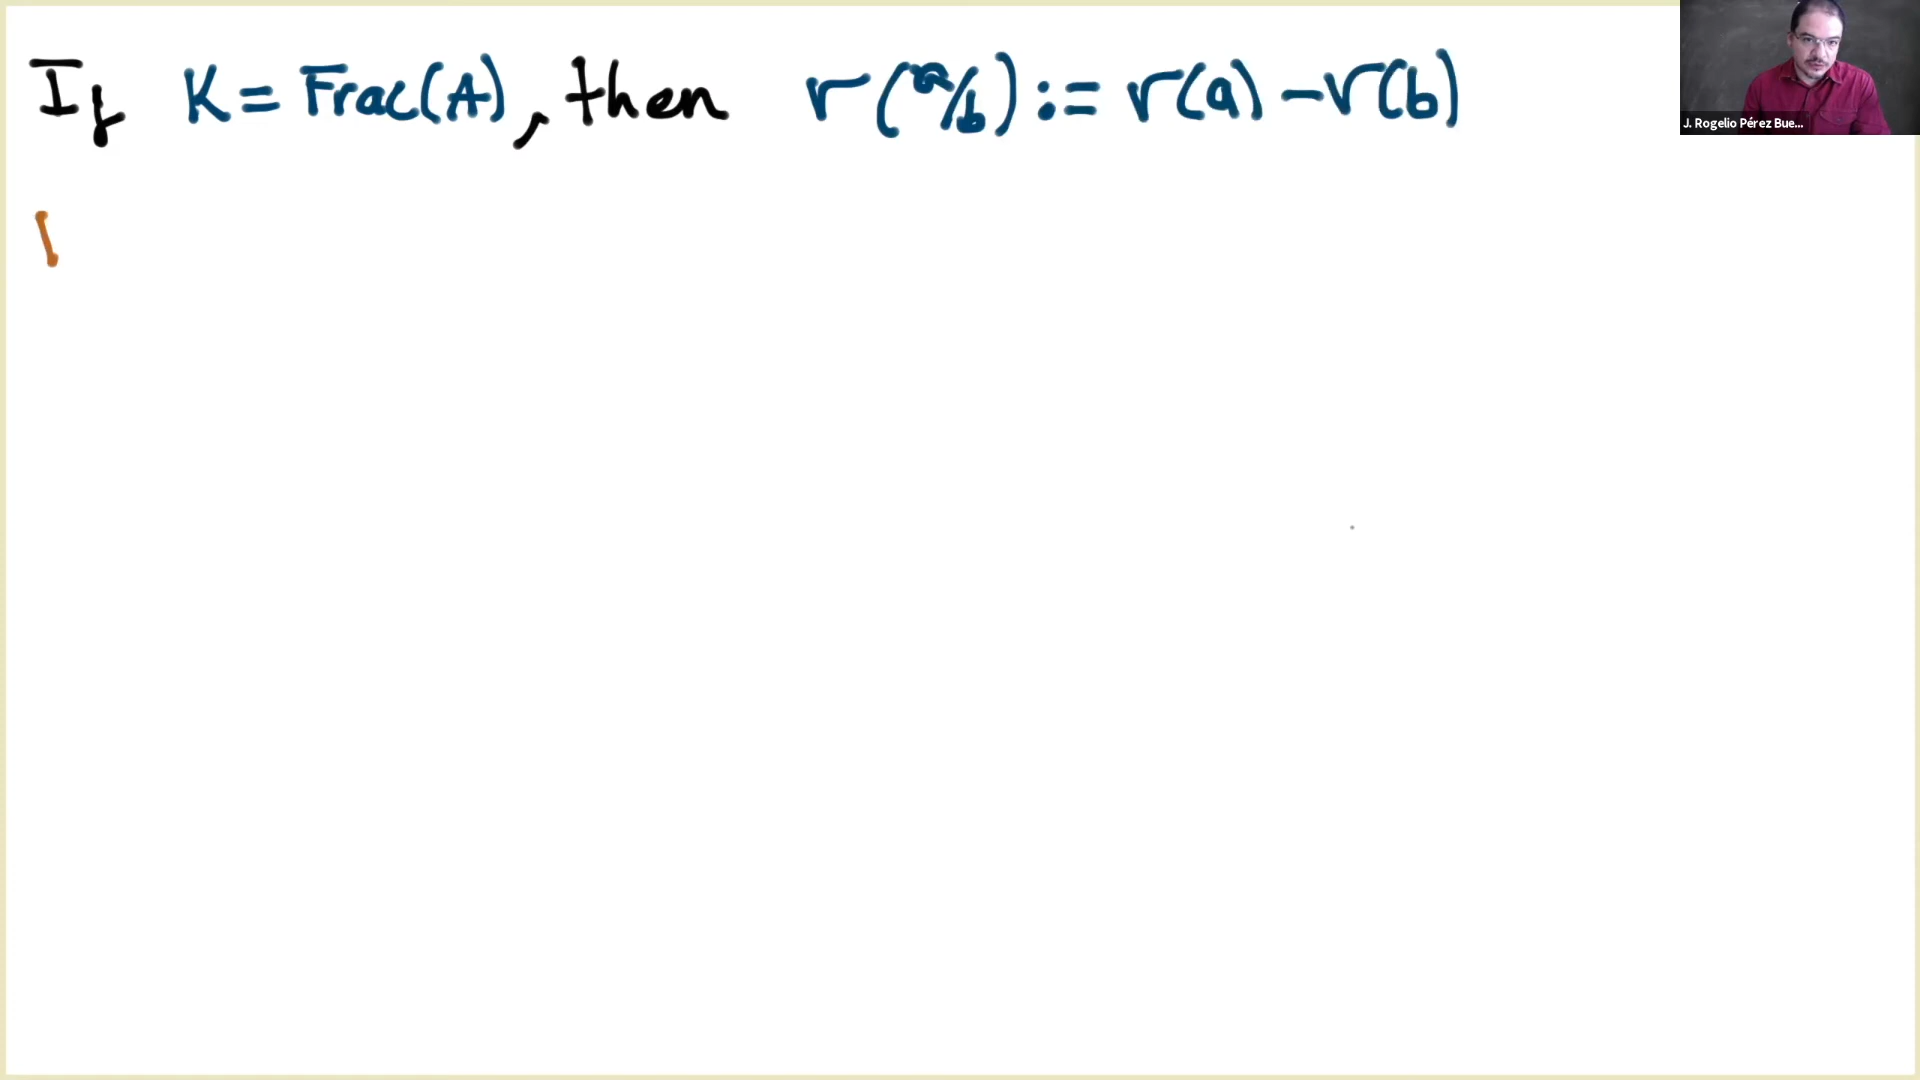 If K = Frac(A), then v(a/b) := v(a) - v(b)
J. Rogelio Pérez Bue...